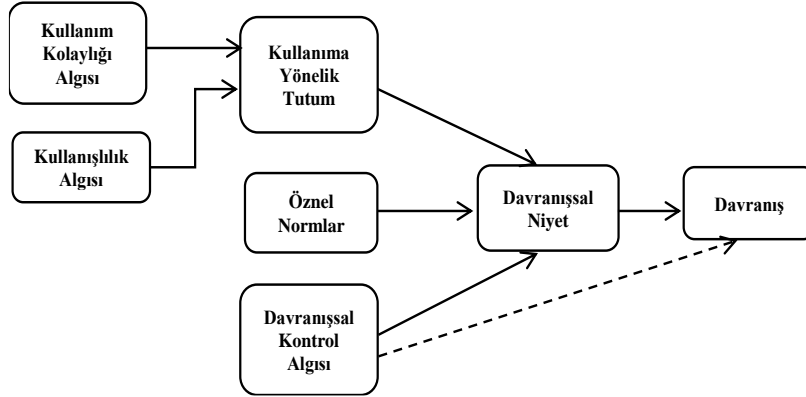 Kullanım
Kolaylığı
Algısı
Kullanıma
Yönelik
Tutum
Kullanışlılık
Algısı
Öznel
Normlar
Davranışsal
Niyet
Davranış
Davranışsal
Kontrol
Algısı